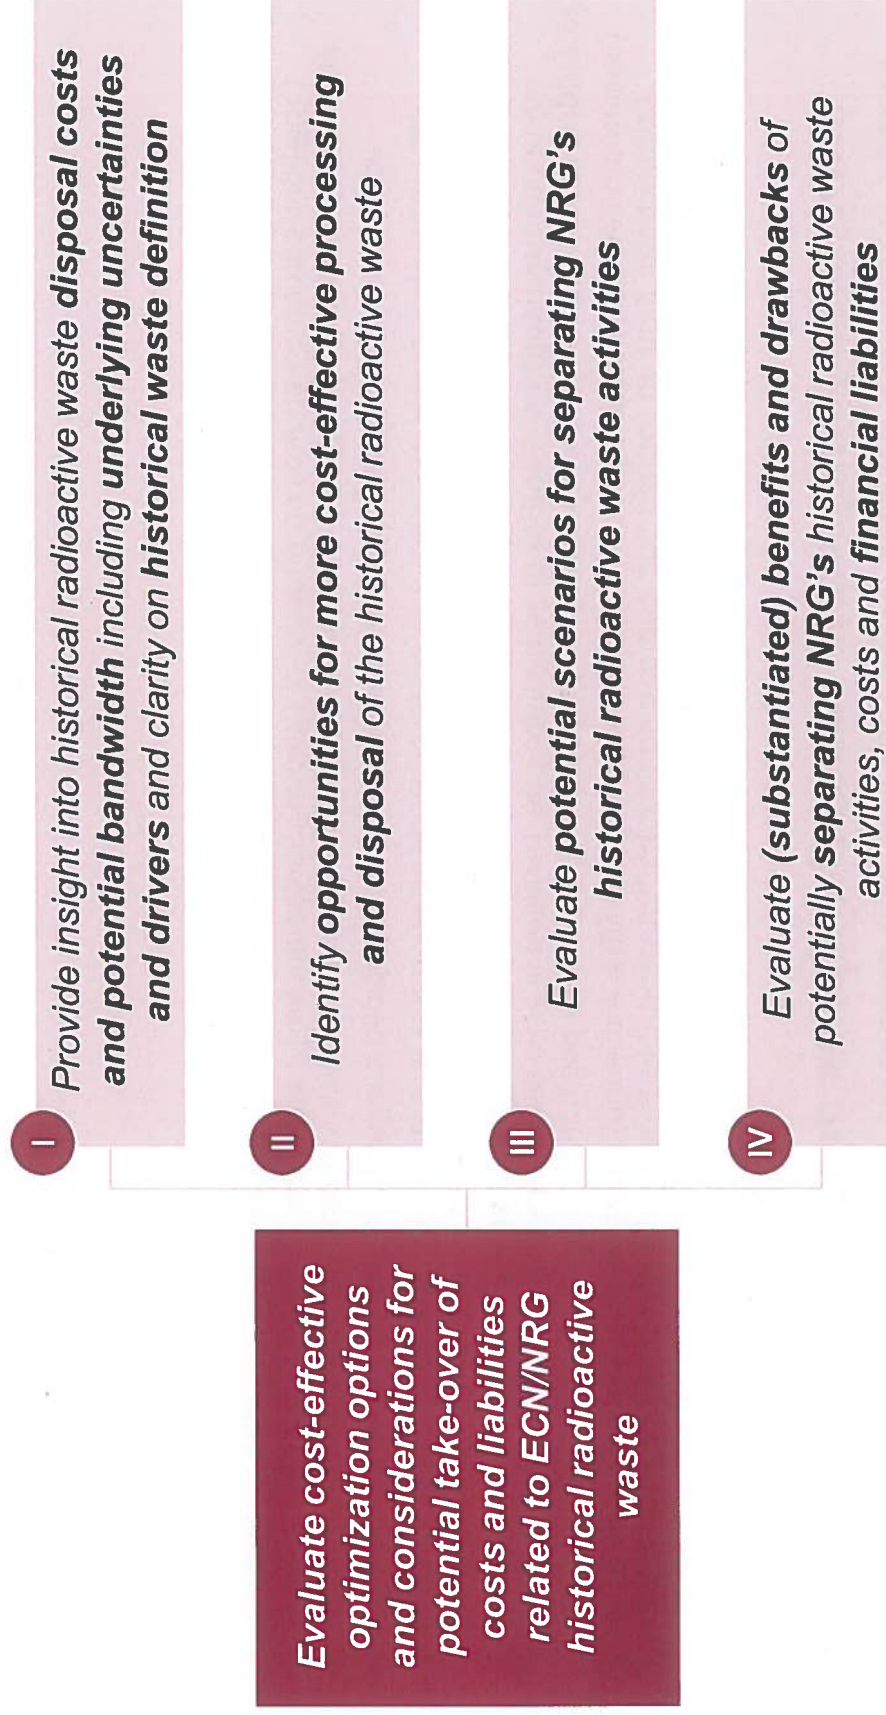 Evaluate cost-effective
optimization options
and considerations for
potential take-over of
costs and liabilities
related to ECN/NRG
historical radioactive
waste
I
Provide insight into historical radioactive waste disposal costs
and potential bandwidth including underlying uncertainties
and drivers and clarity on historical waste definition
II
Identify opportunities for more cost-effective processing
and disposal of the historical radioactive waste
III
Evaluate potential scenarios for separating NRG's
historical radioactive waste activities
IV
Evaluate (substantiated) benefits and drawbacks of
potentially separating NRG's historical radioactive waste
activities, costs and financial liabilities